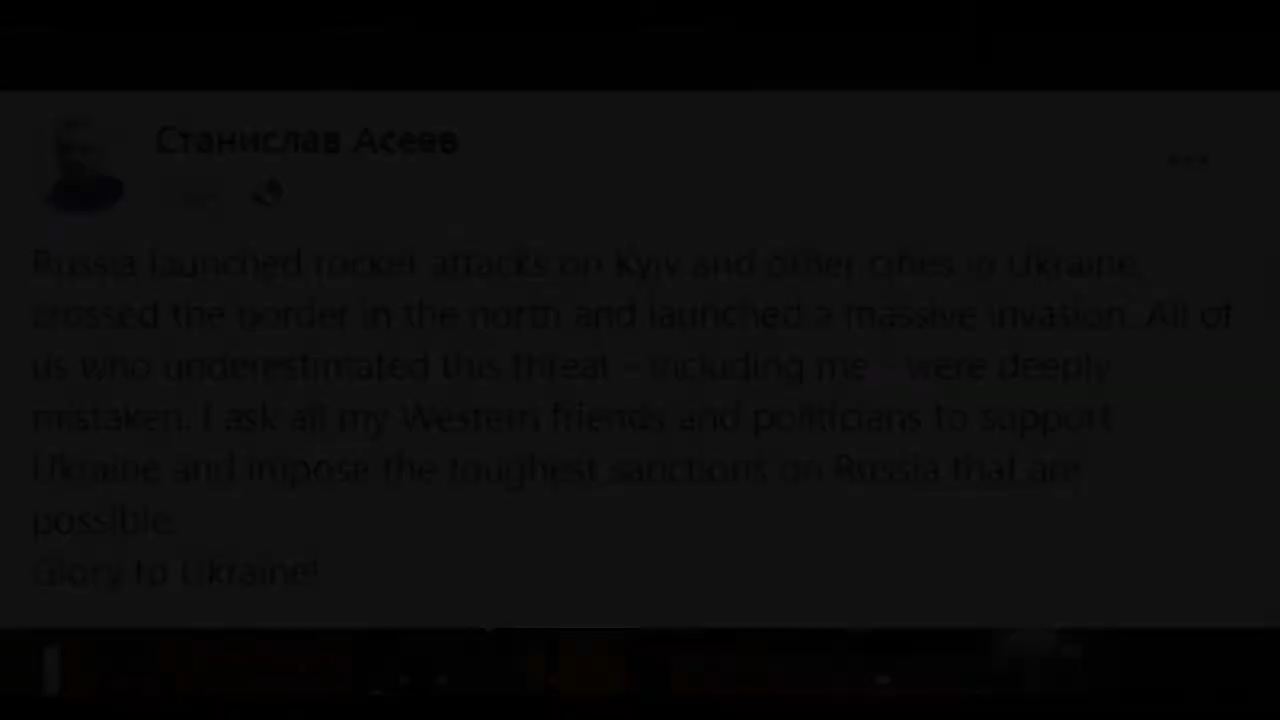 Станислав Асеев
Russia launched rocket attacks on Kyiv and other cities in Ukraine,
crossed the border in the north and launched a massive invasion. All of
us who underestimated this threat – including me – were deeply
mistaken. I ask all my Western friends and politicians to support
Ukraine and impose the toughest sanctions on Russia that are
possible.
Glory to Ukraine!